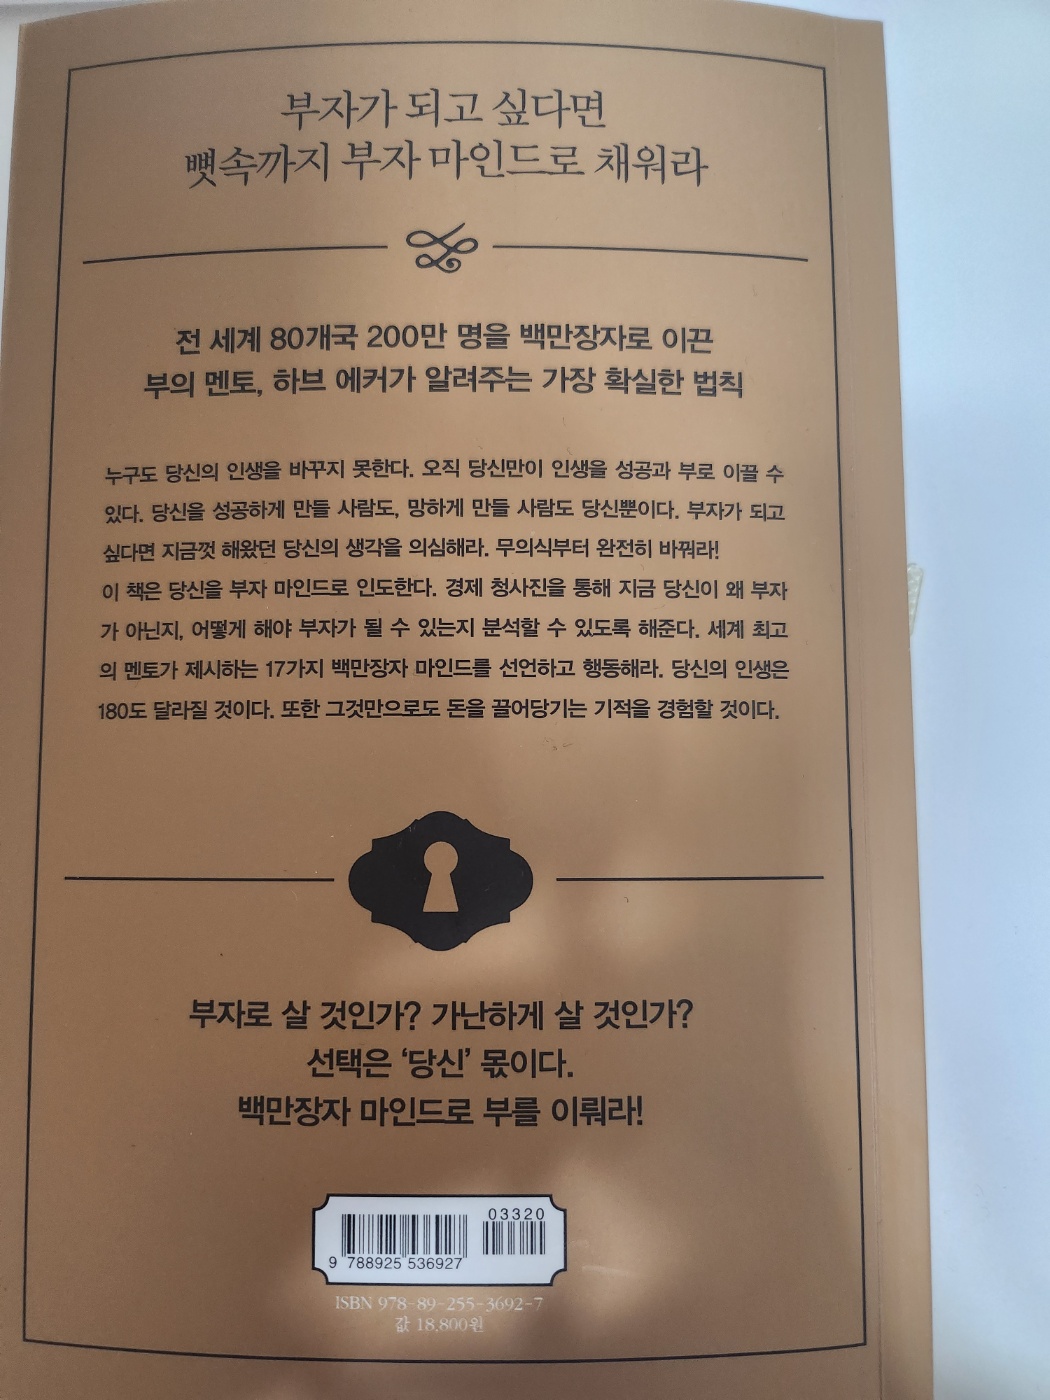 부자가 되고 싶다면
뼛속까지 부자 마인드로 채워라
전 세계 80개국 200만 명을 백만장자로 이끈
부의 멘토, 하브 에커가 알려주는 가장 확실한 법칙
누구도 당신의 인생을 바꾸지 못한다. 오직 당신만이 인생을 성공과 부로 이끌 수
있다. 당신을 성공하게 만들 사람도, 망하게 만들 사람도 당신뿐이다. 부자가 되고
싶다면 지금껏 해왔던 당신의 생각을 의심해라. 무의식부터 완전히 바꿔라!
이 책은 당신을 부자 마인드로 인도한다. 경제 청사진을 통해 지금 당신이 왜 부자
가 아닌지, 어떻게 해야 부자가 될 수 있는지 분석할 수 있도록 해준다. 세계 최고
의 멘토가 제시하는 17가지 백만장자 마인드를 선언하고 행동해라. 당신의 인생은
180도 달라질 것이다. 또한 그것만으로도 돈을 끌어당기는 기적을 경험할 것이다.
부자로 살 것인가? 가난하게 살 것인가?
선택은 ‘당신’ 몫이다.
백만장자 마인드로 부를 이뤄라!
03320
9 788925 536927
ISBN 978-89-255-3692-7
값 18,800원